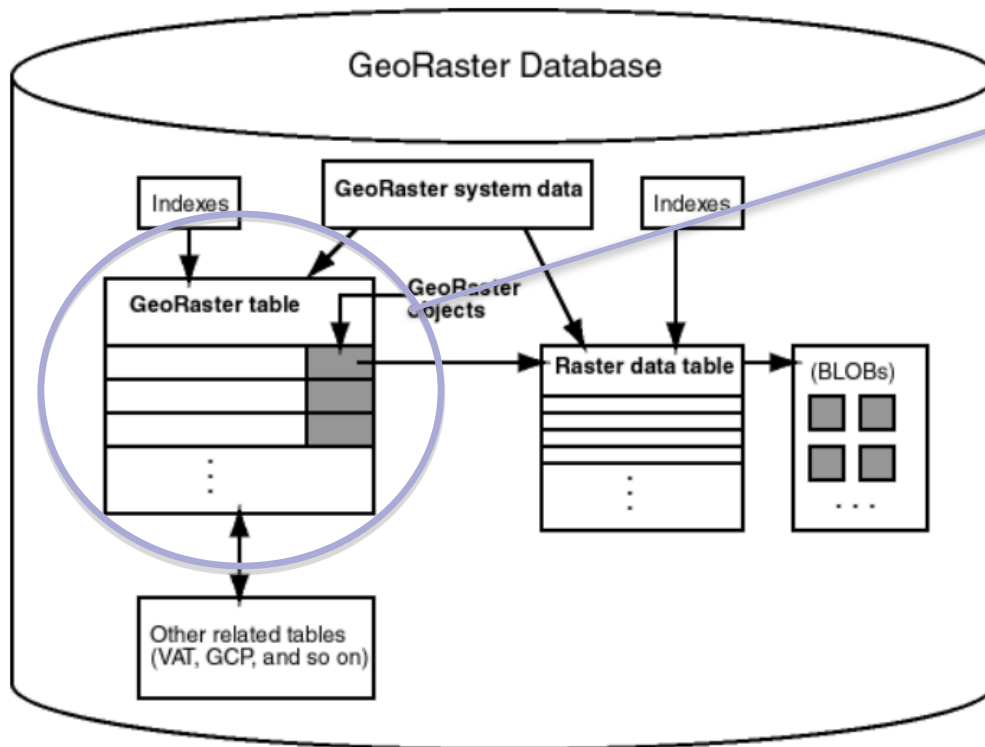 GeoRaster Database
Indexes
GeoRaster system data
Indexes
GeoRaster table
GeoRaster
objects
Raster data table
(BLOBs)
Other related tables
(VAT, GCP, and so on)